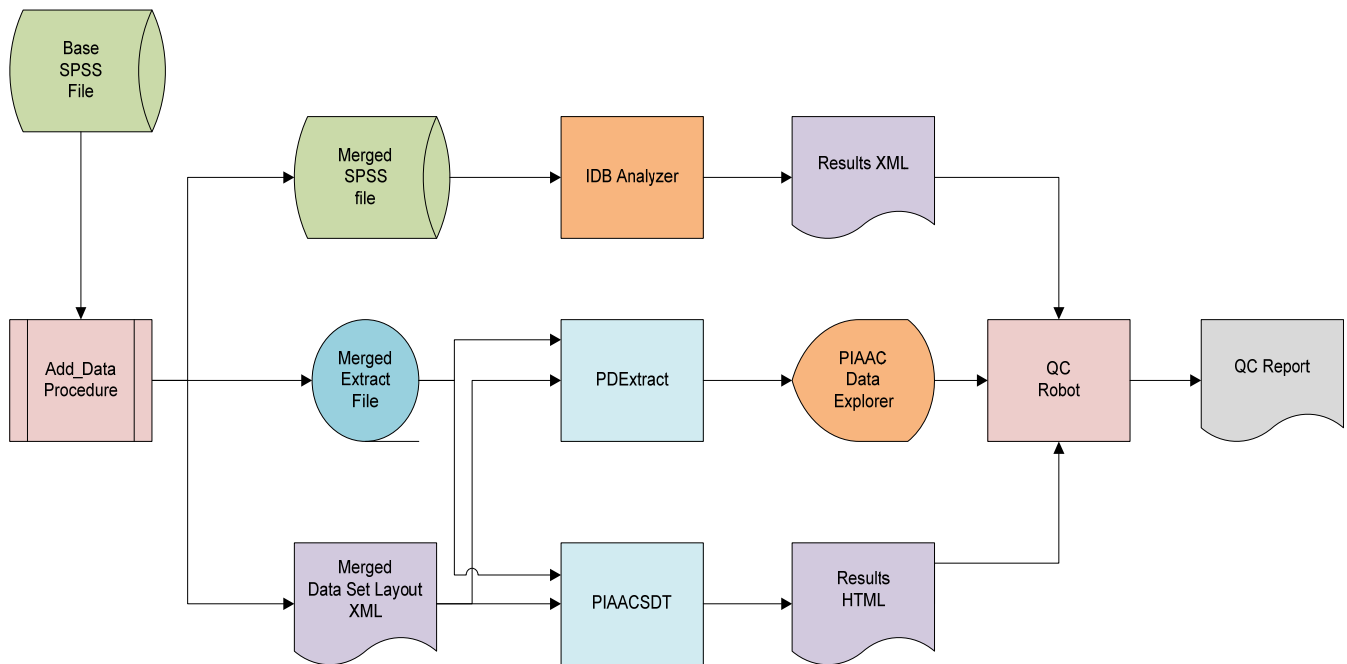 Base
SPSS
File
Merged
SPSS
file
IDB Analyzer
Results XML
Add_Data
Procedure
Merged
Extract
File
PDExtract
PIAAC
Data
Explorer
QC
Robot
QC Report
Merged
Data Set Layout
XML
PIAACSDT
Results
HTML